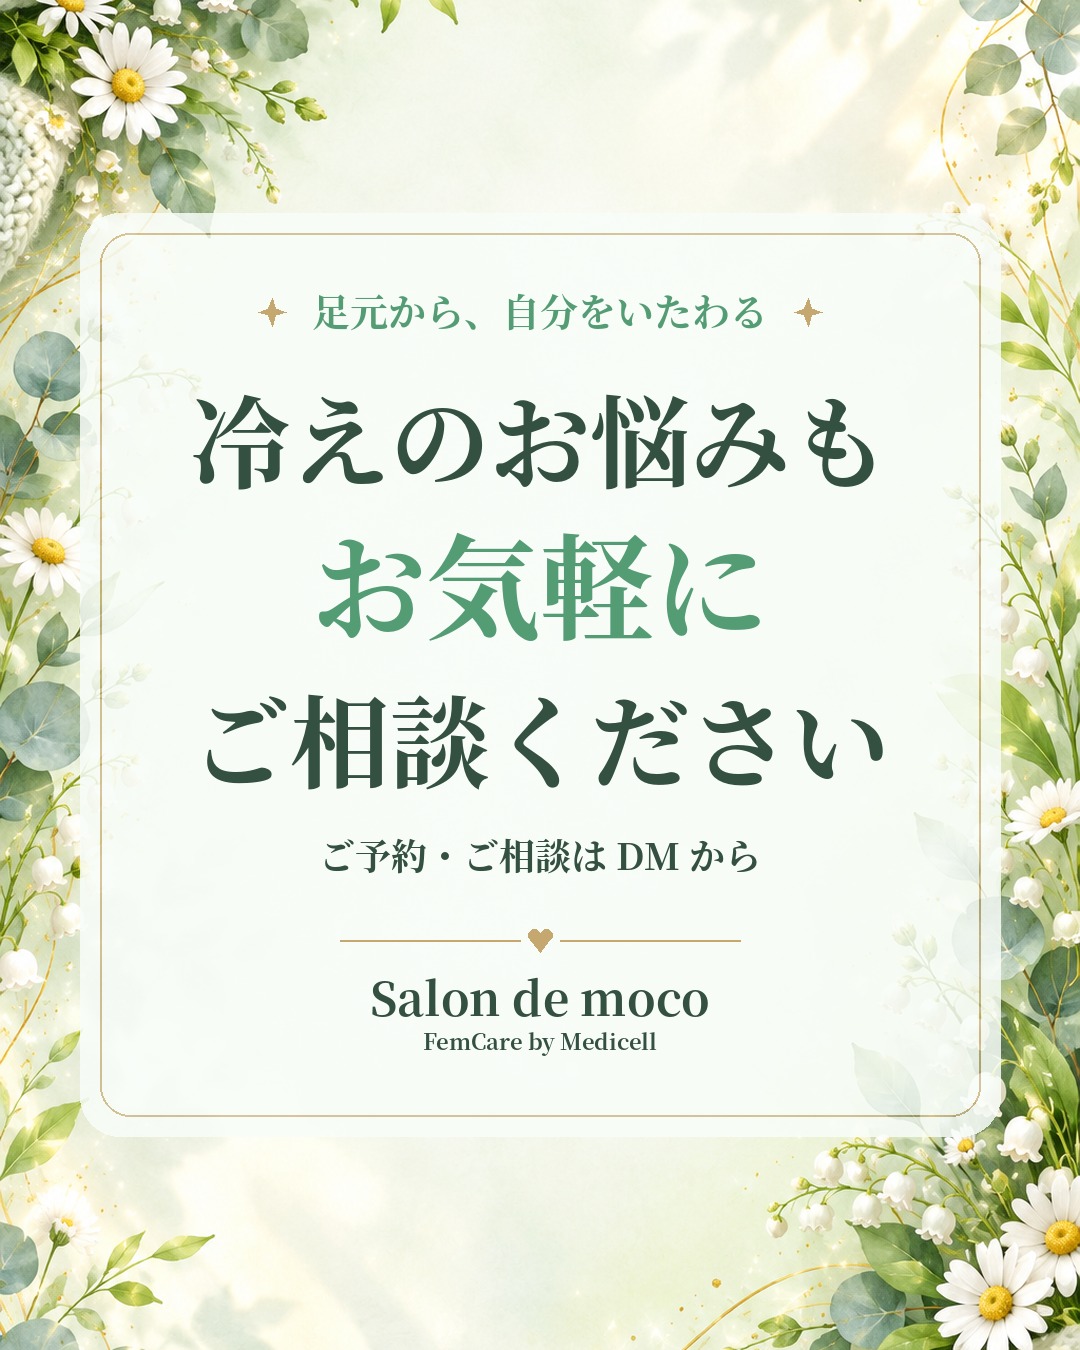 足元から、自分をいたわる
冷えのお悩みも
お気軽に
ご相談ください
ご予約・ご相談は DM から
Salon de moco
FemCare by Medicell